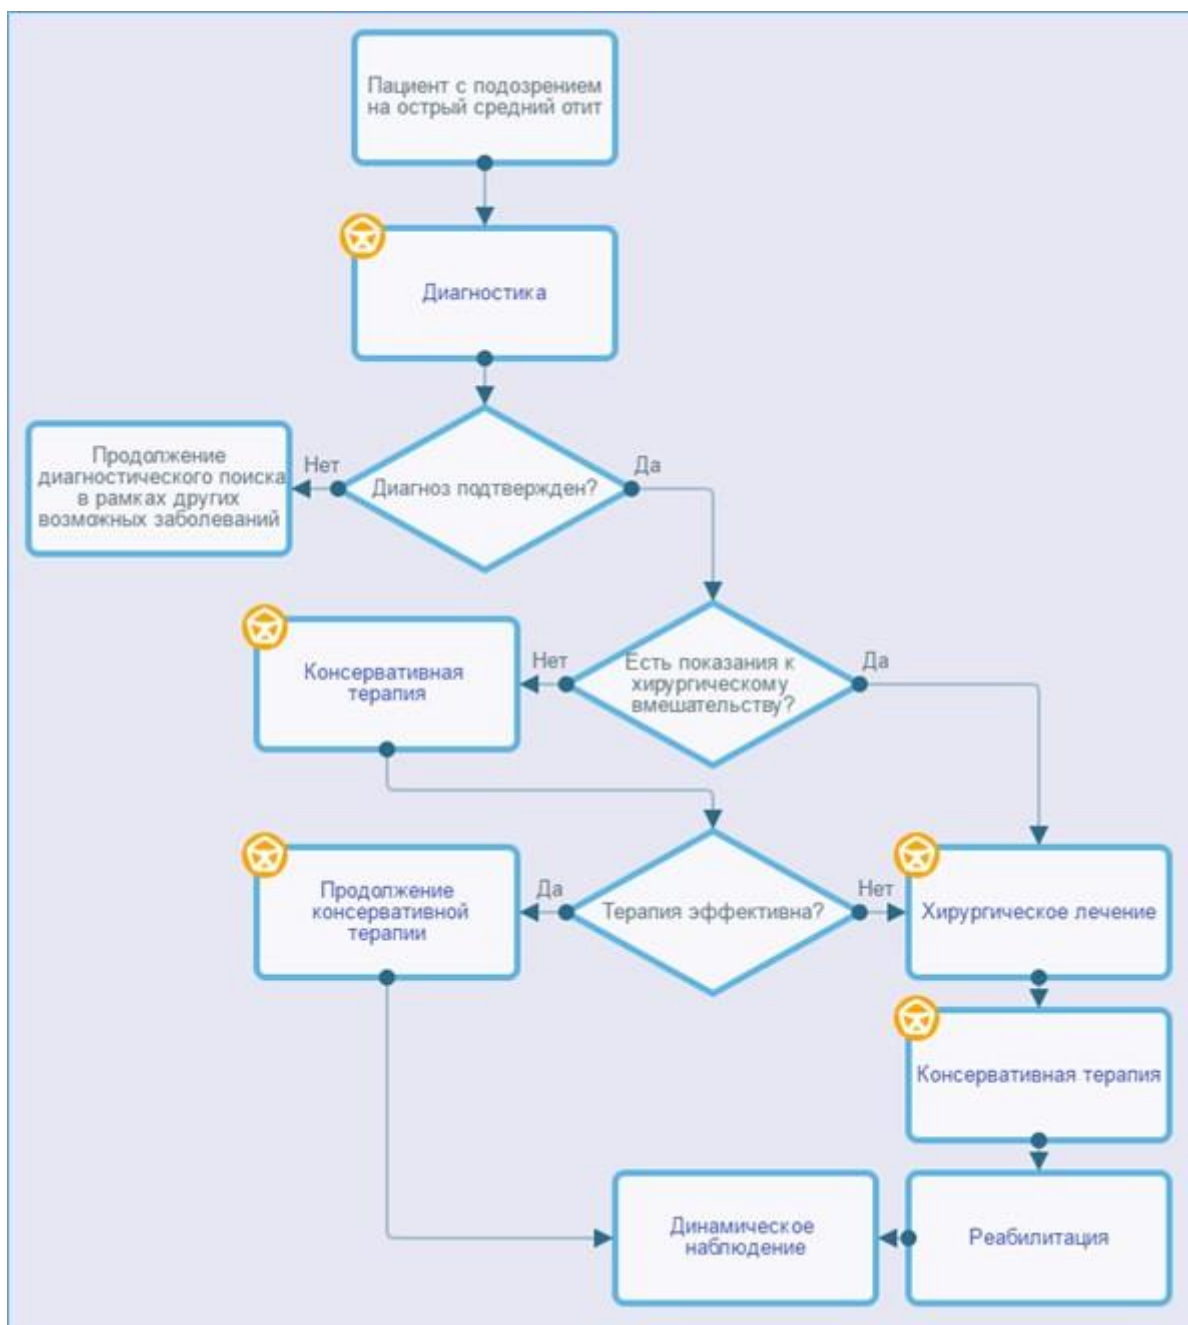 Пациент с подозрением
на острый средний отит
Диагностика
Продолжение
диагностического поиска
в рамках других
возможных заболеваний
Нет
Диагноз подтвержден?
Да
Консервативная
терапия
Нет
Есть показания к
хирургическому
вмешательству?
Да
Продолжение
консервативной
терапии
Да
Терапия эффективна?
Нет
Хирургическое лечение
Консервативная терапия
Динамическое
наблюдение
Реабилитация